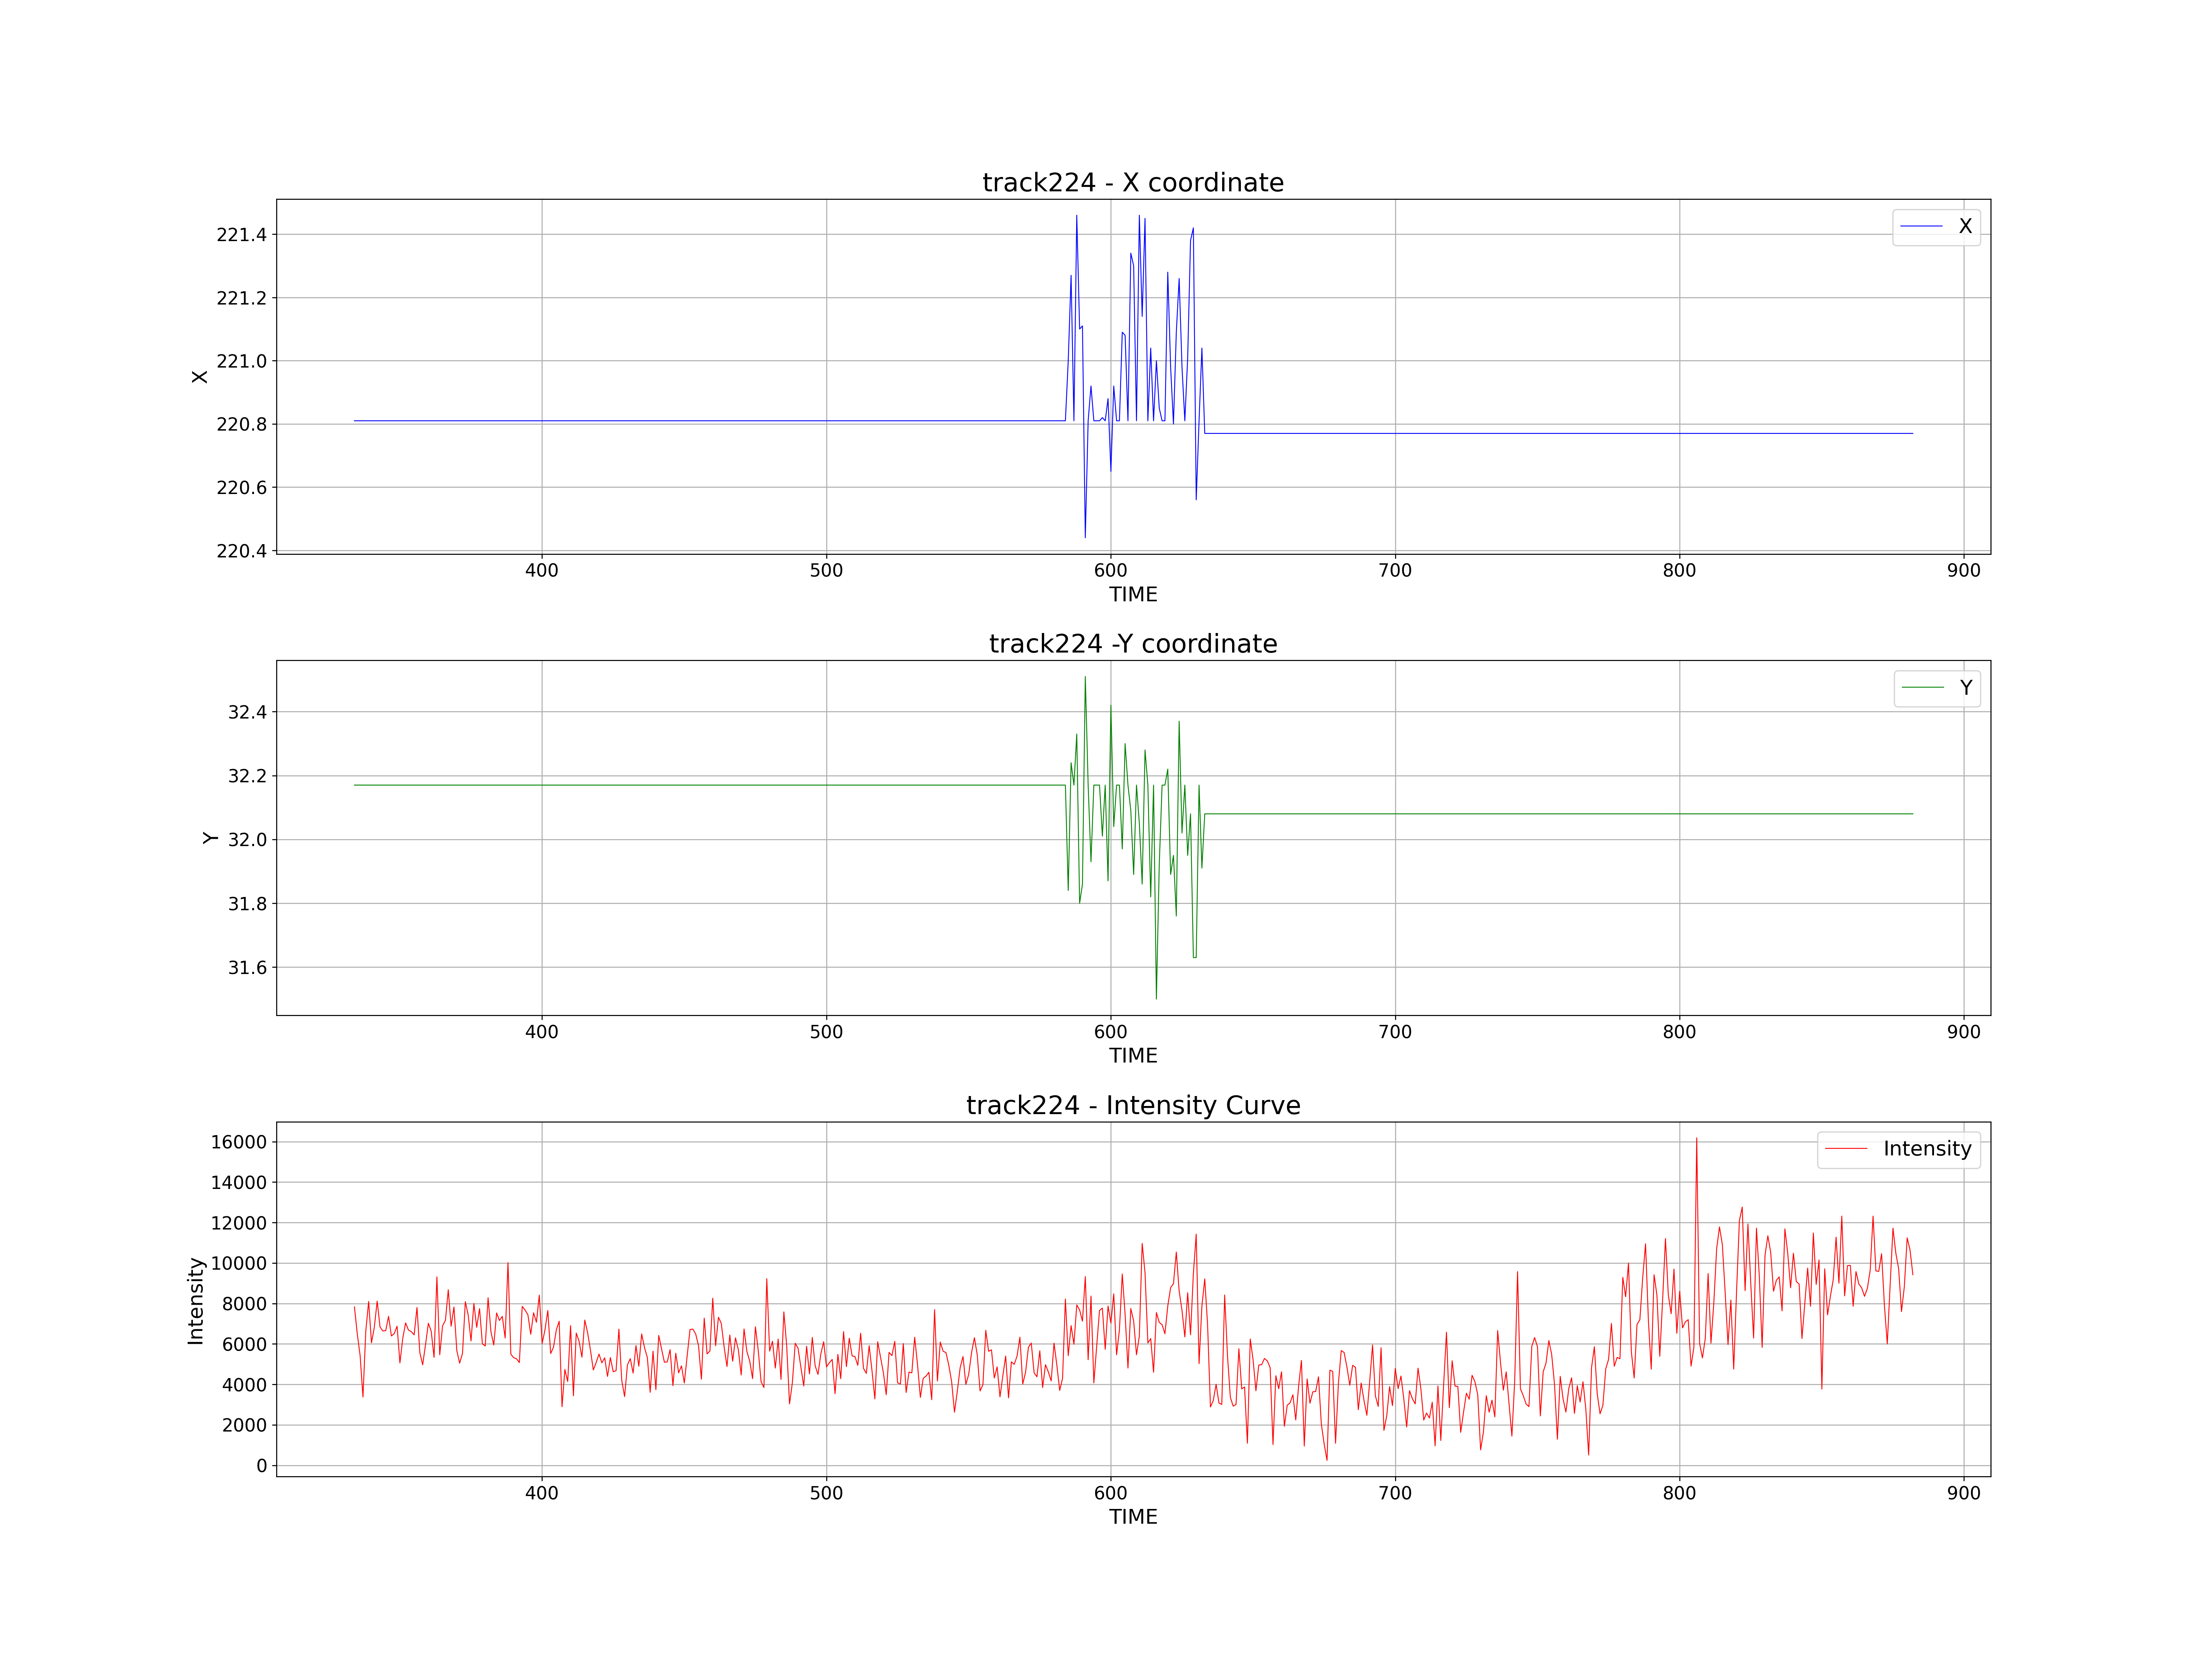 track224 - X coordinate
X
221.4
221.2
221.0
220.8
220.6
220.4
X
400 500 600 700 800 900
TIME
track224 -Y coordinate
Y
32.4
32.2
32.0
31.8
31.6
Y
400 500 600 700 800 900
TIME
track224 - Intensity Curve
Intensity
16000
14000
12000
10000
8000
6000
4000
2000
0
Intensity
400 500 600 700 800 900
TIME